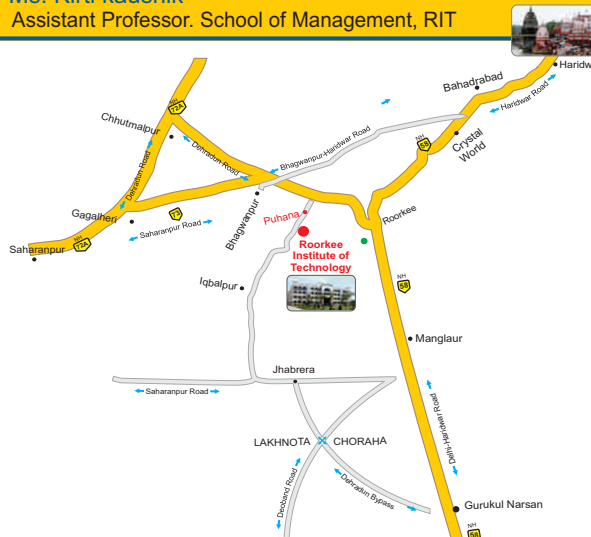 Assistant Professor. School of Management, RIT
Haridw
Bahadrabad
Haridwar Road
NH
72A
Chhutmalpur
Dehradun Road
Dehradun Road
Bhagwanpur-Haridwar Road
NH
58
Crystal
World
Gagalheri
73
Saharanpur Road
NH
72A
Saharanpur
Bhagwanpur
Puhana
Roorkee
Roorkee
Institute of
Technology
Iqbalpur
NH
58
Manglaur
Jhabrera
Saharanpur Road
LAKHNOTA CHORAHA
Delhi-Haridwar Road
Deoband Road
Dehradun Bypass
Gurukul Narsan
NH
58